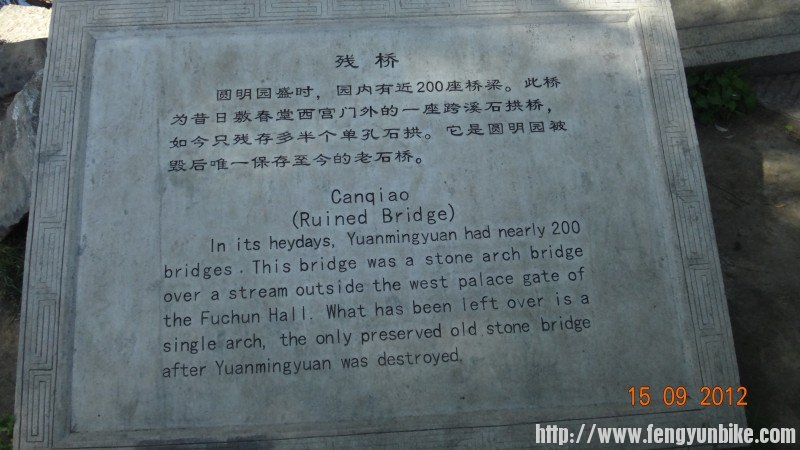 残桥
圆明园盛时，园内有近200座桥梁。此桥
为昔日敷春堂西宫门外的一座跨溪石拱桥，
如今只残存多半个单孔石拱。它是圆明园被
毁后唯一保存至今的老石桥。
Canqiao
(Ruined Bridge)
In its heydays, Yuanmingyuan had nearly 200
bridges. This bridge was a stone arch bridge
over a stream outside the west palace gate of
the Fuchun Hall. What has been left over is a
single arch, the only preserved old stone bridge
after Yuanmingyuan was destroyed.
15 09 2012
http://www.fengyunbike.com/